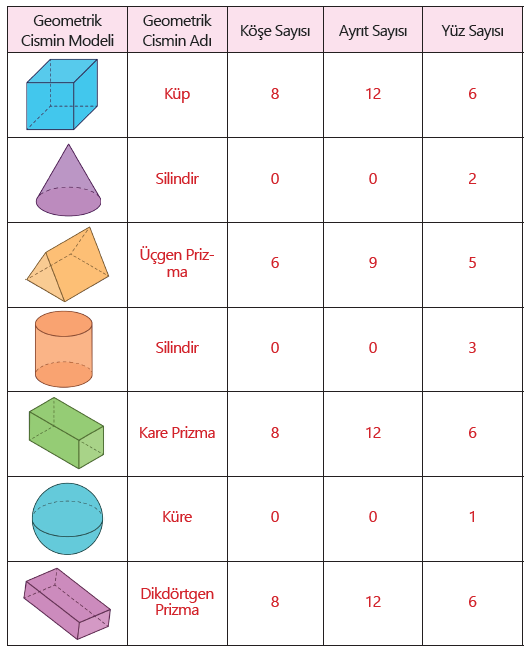 Geometrik Cismin Modeli	Geometrik Cismin Adı	Köşe Sayısı	Ayrıt Sayısı	Yüz Sayısı
Küp	8	12	6
Silindir	0	0	2
Üçgen Priz-
ma	6	9	5
Silindir	0	0	3
Kare Prizma	8	12	6
Küre	0	0	1
Dikdörtgen
Prizma	8	12	6